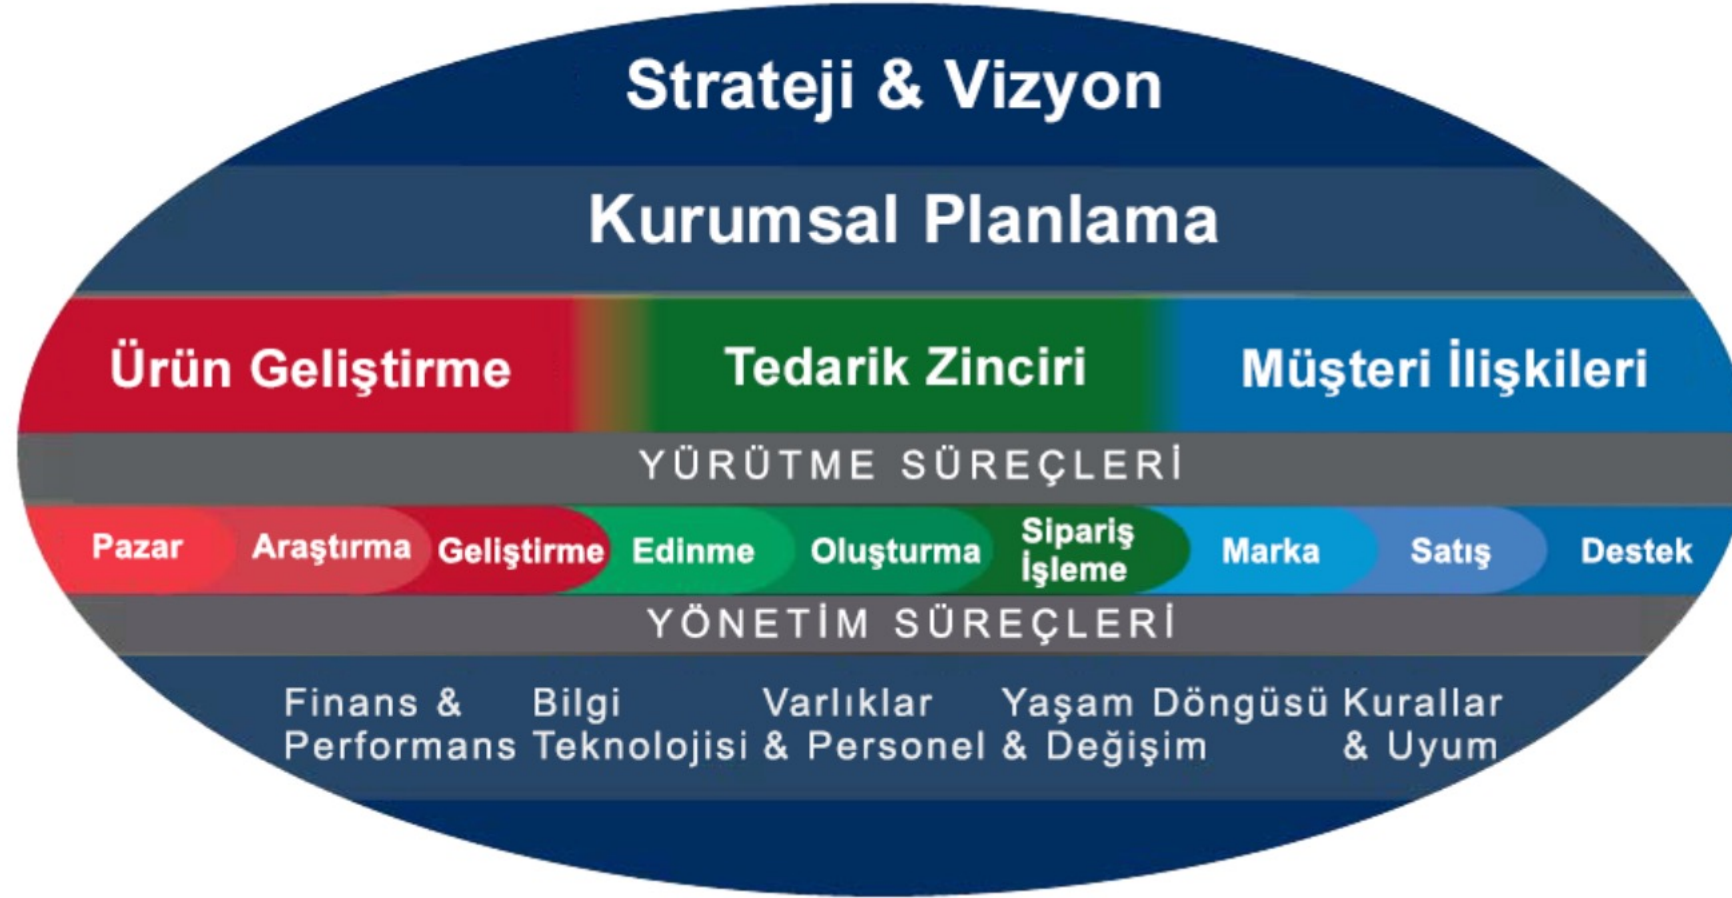 Strateji & Vizyon
Kurumsal Planlama
Ürün Geliştirme
Tedarik Zinciri
Müşteri İlişkileri
YÜRÜTME SÜREÇLERİ
Pazar
Araştırma
Geliştirme
Edinme
Oluşturma
Sipariş
İşleme
Marka
Satış
Destek
YÖNETİM SÜREÇLERİ
Finans &
Performans
Bilgi
Teknolojisi
Varlıklar
& Personel
Yaşam Döngüsü
& Değişim
Kurallar
& Uyum